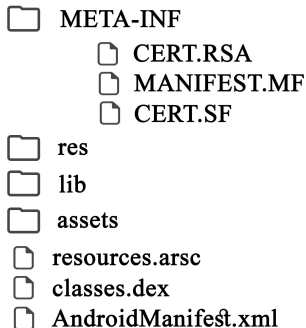 META-INF
CERT.RSA
MANIFEST.MF
CERT.SF
res
lib
assets
resources.arsc
classes.dex
AndroidManifest.xml